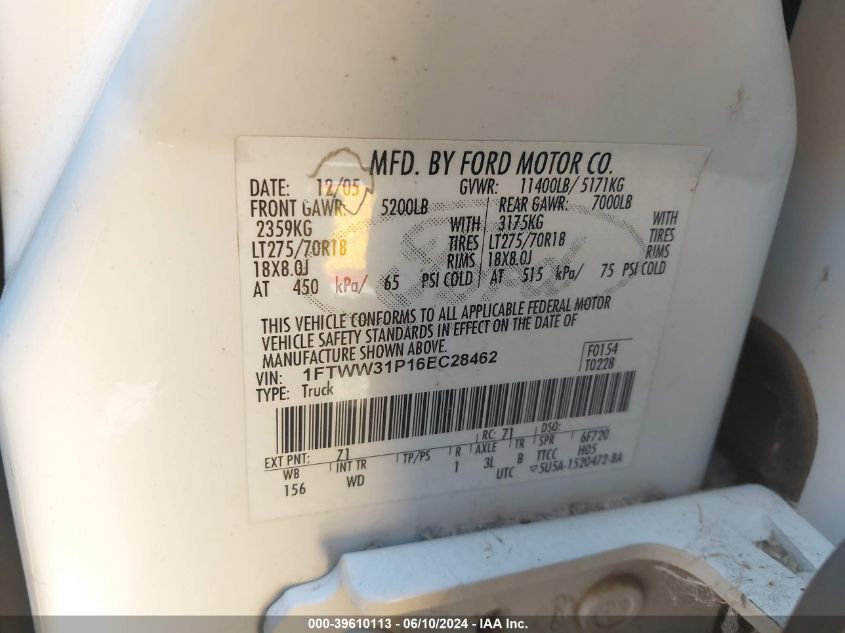 MFD. BY FORD MOTOR CO.
DATE: 12/05 GVWR: 11400LB/ 5171KG
FRONT GAWR: 5200LB REAR GAWR: 7000LB
2359KG WITH 3175KG WITH
LT275/70R18 TIRES LT275/70R18 TIRES
18X8.0J RIMS 18X8.0J RIMS
AT 450 kPa/ 65 PSI COLD AT 515 kPa/ 75 PSI COLD
THIS VEHICLE CONFORMS TO ALL APPLICABLE FEDERAL MOTOR
VEHICLE SAFETY STANDARDS IN EFFECT ON THE DATE OF
MANUFACTURE SHOWN ABOVE.
VIN: 1FTWW31P16EC28462 F0154
TYPE: Truck T0228
EXT PNT: Z1 RC: 71 DSO: 6F720
WB INT TR TP/PS R AXLE TR SPR H05
156 WD 1 3L B TTCC
UTC 5U5A-1520472-BA
000-39610113 - 06/10/2024 - IAA Inc.